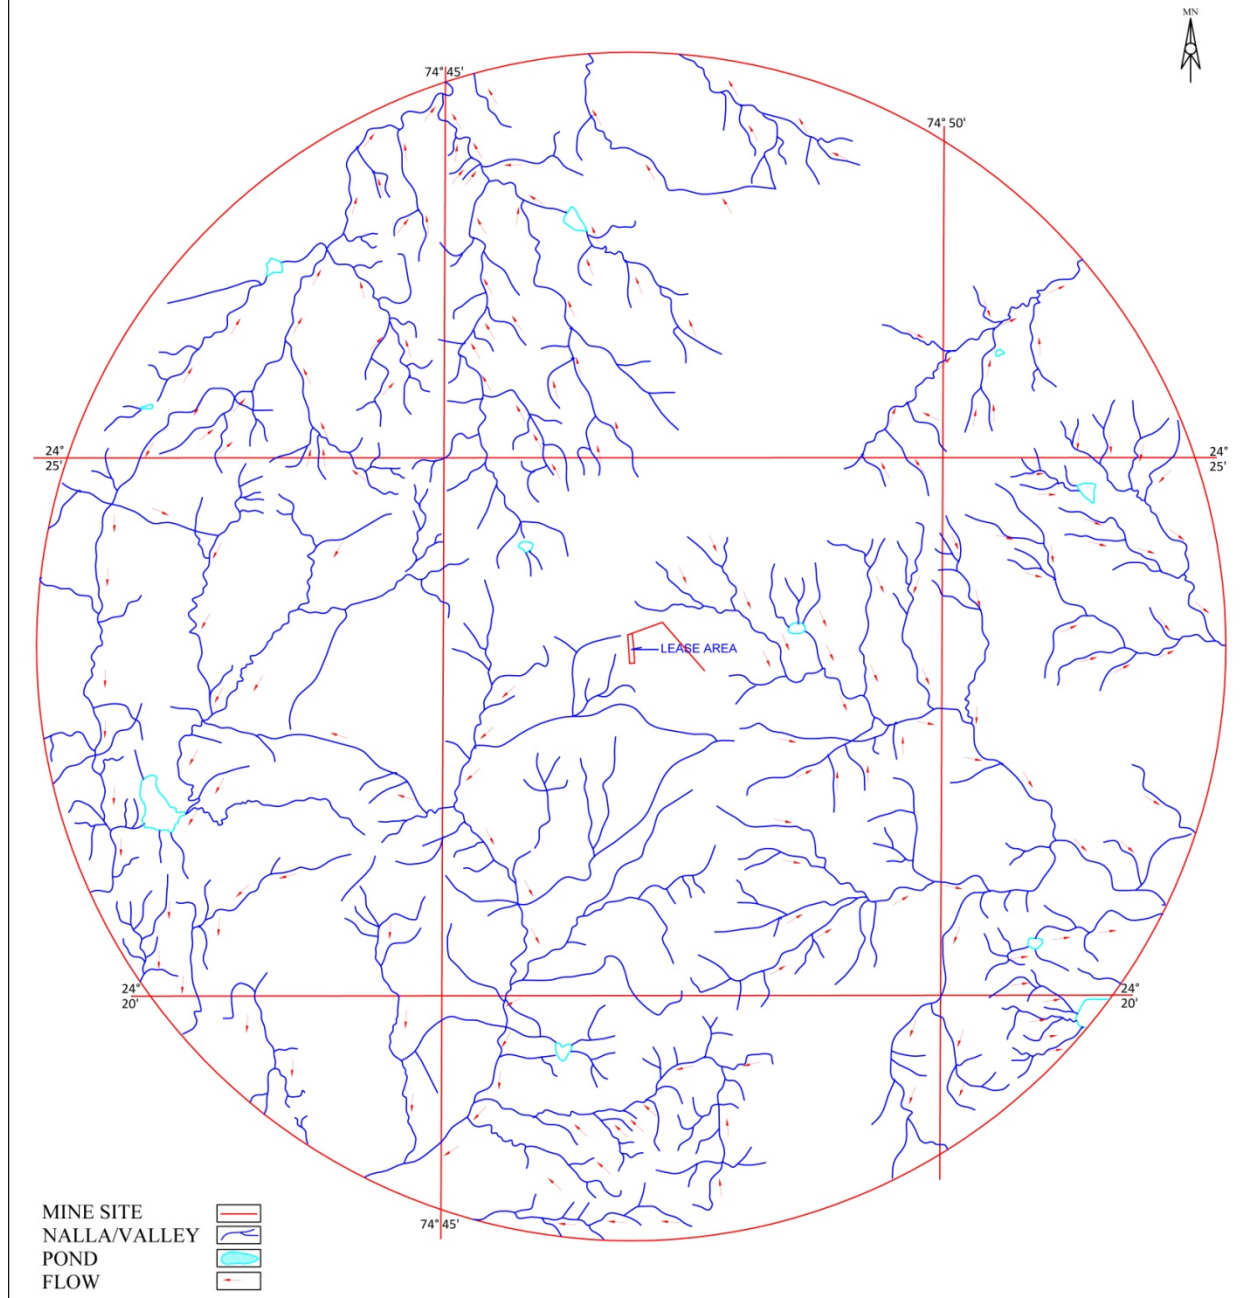 MN
74° 45'
74° 50'
24°
25'
24°
25'
LEASE AREA
24°
20'
24°
20'
74° 45'
MINE SITE
NALLA/VALLEY
POND
FLOW